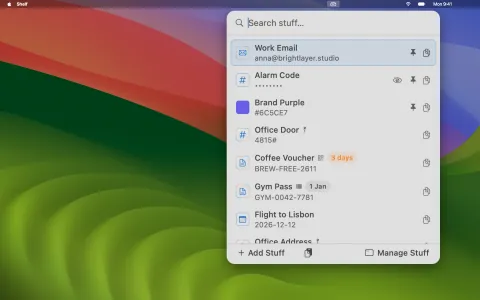 Shelf
Mon 9:41
Search stuff...
Work Email
anna@brightlayer.studio
Alarm Code
••••••••
Brand Purple
#6C5CE7
Office Door
4815#
Coffee Voucher 3 days
BREW-FREE-2611
Gym Pass 1 Jan
GYM-0042-7781
Flight to Lisbon
2026-12-12
Office Address
+ Add Stuff
Manage Stuff